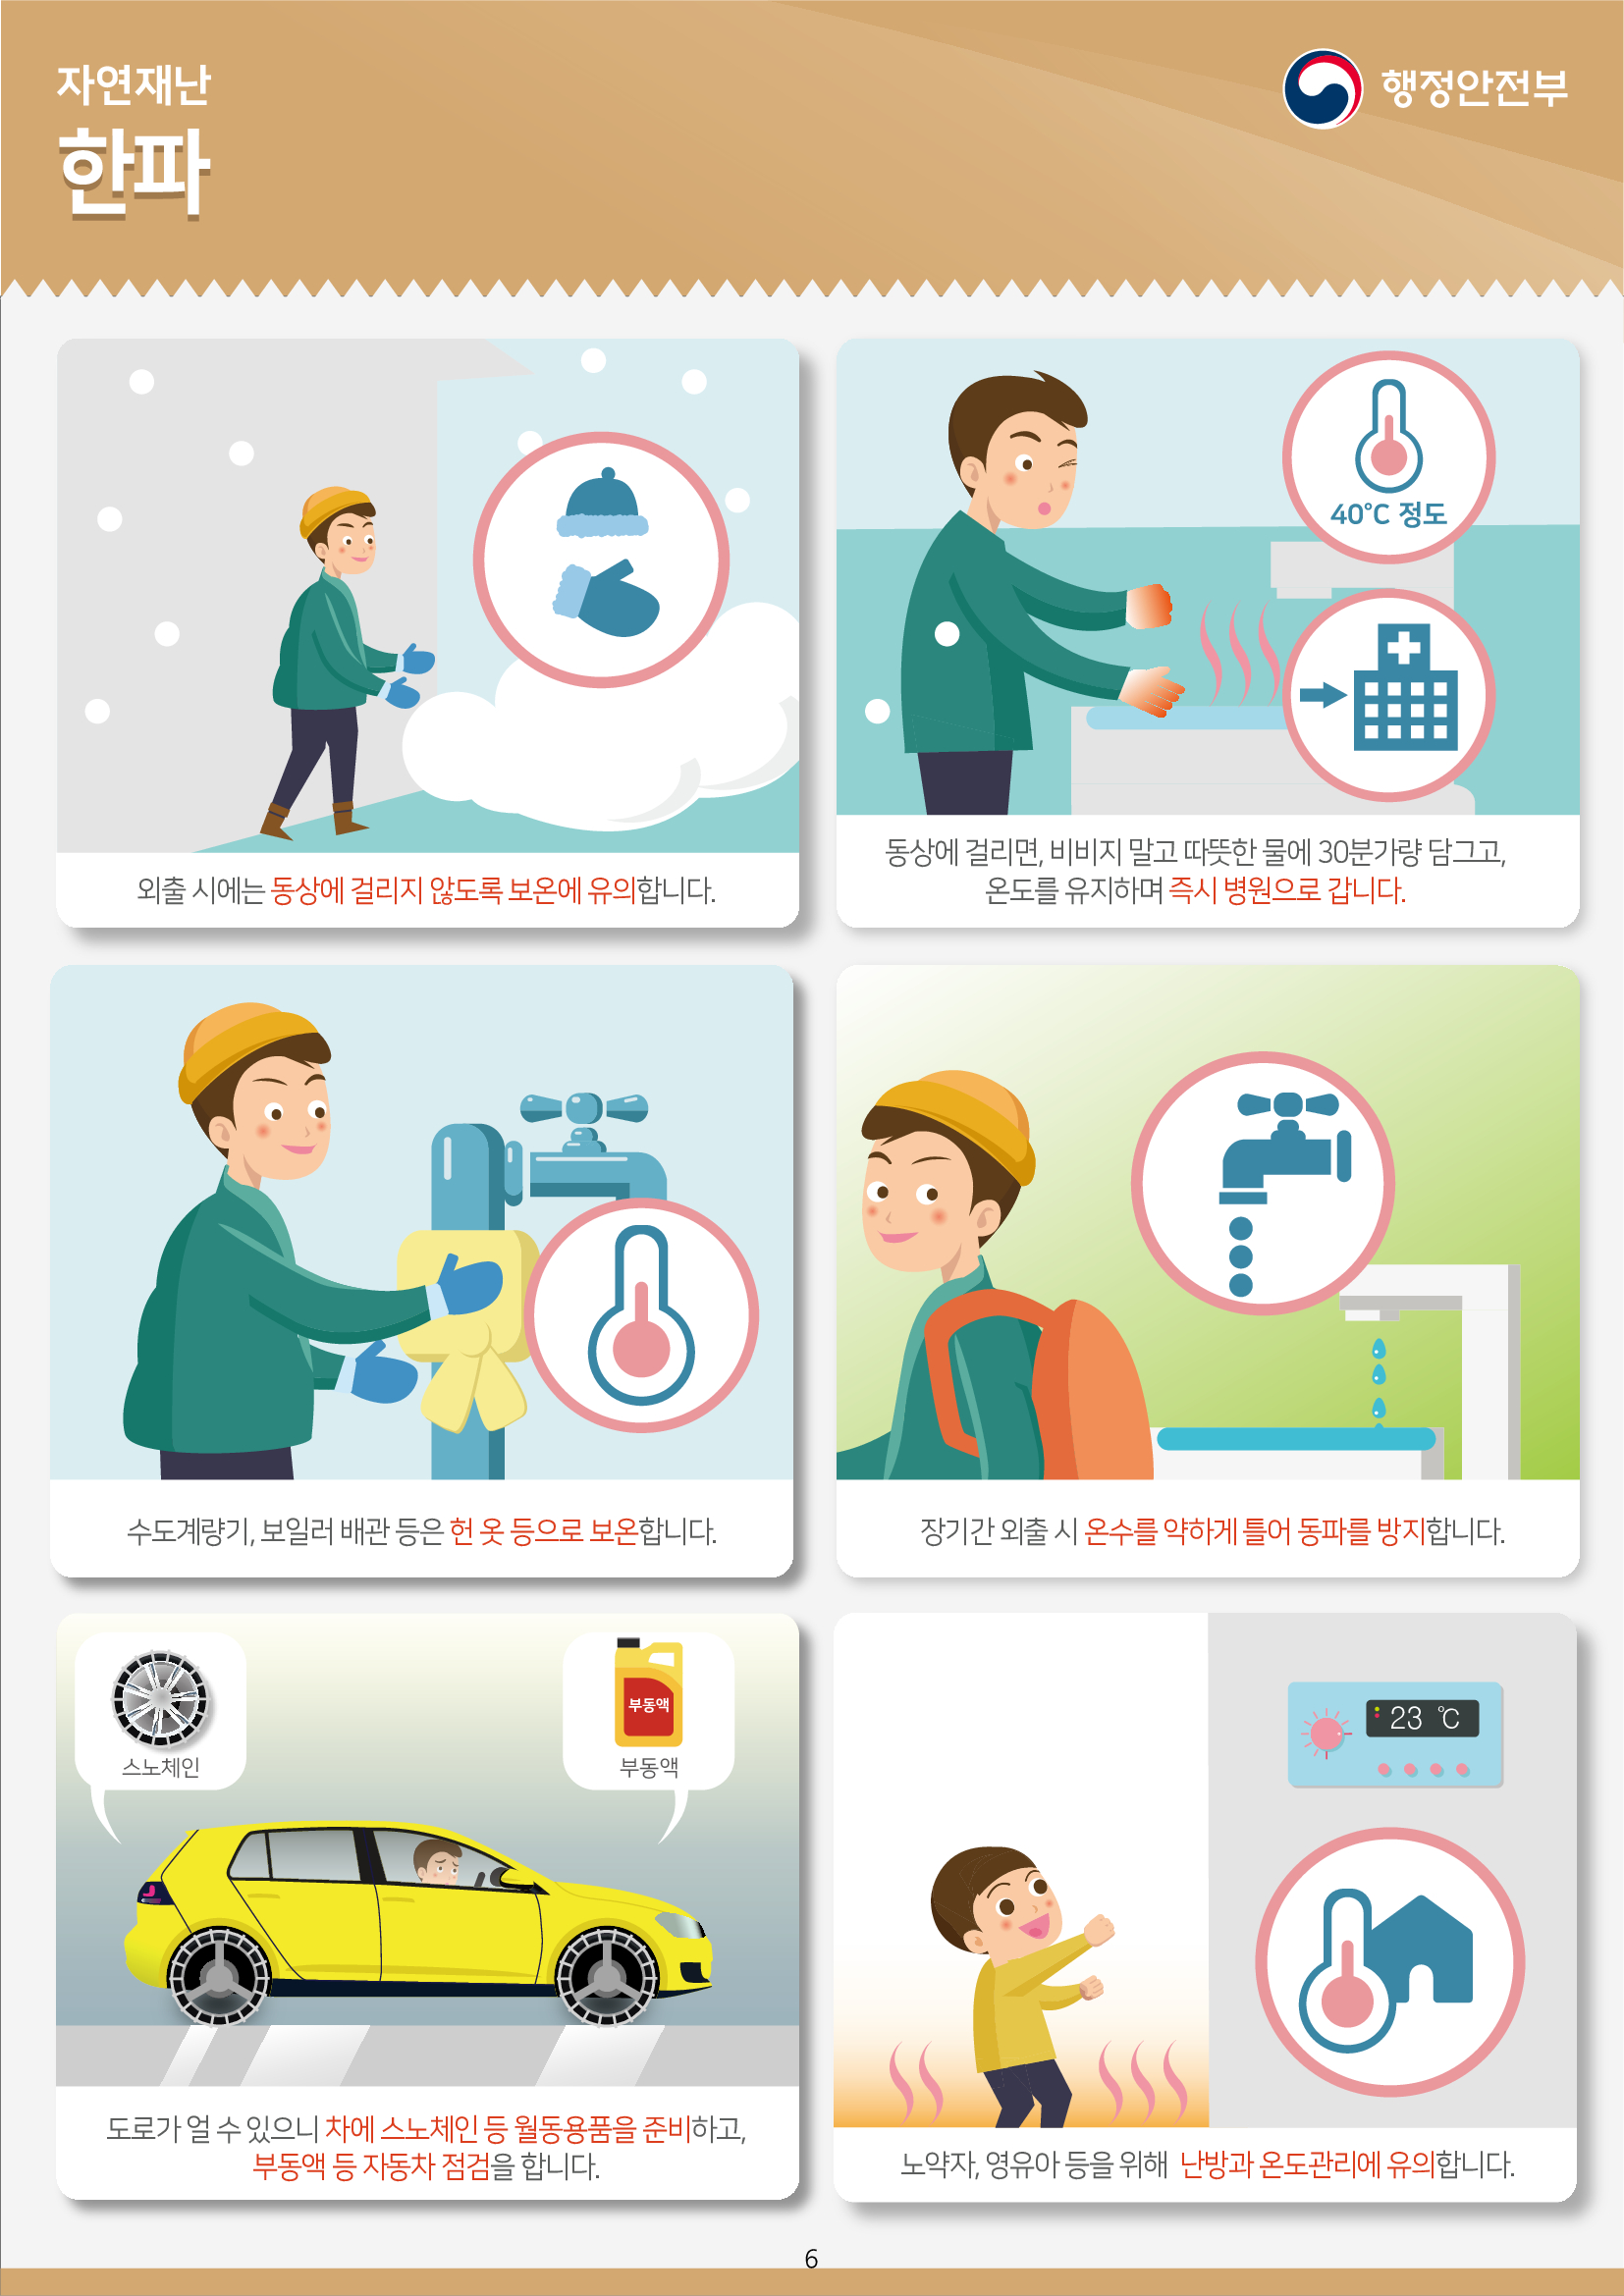 자연재난
한파
행정안전부
40°C 정도
외출 시에는 동상에 걸리지 않도록 보온에 유의합니다.
동상에 걸리면, 비비지 말고 따뜻한 물에 30분가량 담그고,
온도를 유지하며 즉시 병원으로 갑니다.
수도계량기, 보일러 배관 등은 헌 옷 등으로 보온합니다.
장기간 외출 시 온수를 약하게 틀어 동파를 방지합니다.
스노체인
부동액
부동액
도로가 얼 수 있으니 차에 스노체인 등 월동용품을 준비하고,
부동액 등 자동차 점검을 합니다.
23 ℃
노약자, 영유아 등을 위해 난방과 온도관리에 유의합니다.
6